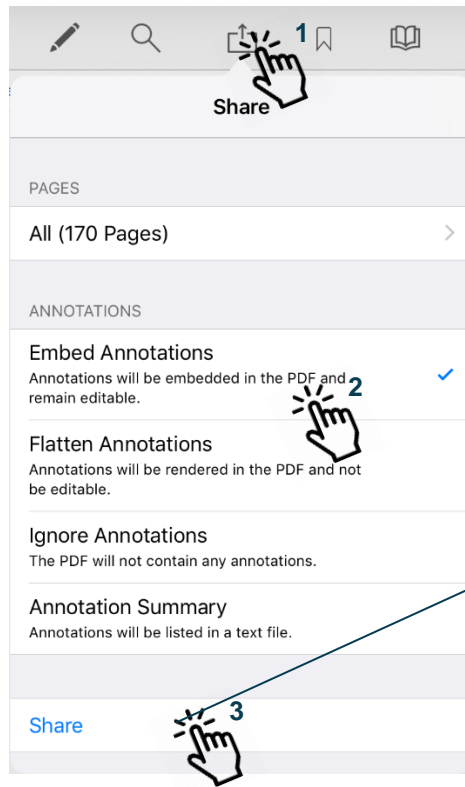 1
Share
PAGES
All (170 Pages)
ANNOTATIONS
Embed Annotations
Annotations will be embedded in the PDF and
remain editable.
2
Flatten Annotations
Annotations will be rendered in the PDF and not
be editable.
Ignore Annotations
The PDF will not contain any annotations.
Annotation Summary
Annotations will be listed in a text file.
Share
3